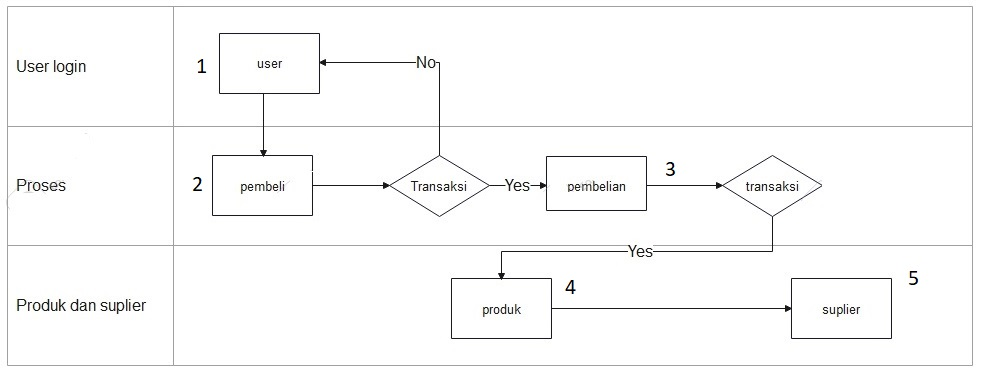 User login
1
user
No
Proses
2
pembeli
Transaksi
Yes
pembelian
3
transaksi
Yes
Produk dan suplier
produk
4
suplier
5